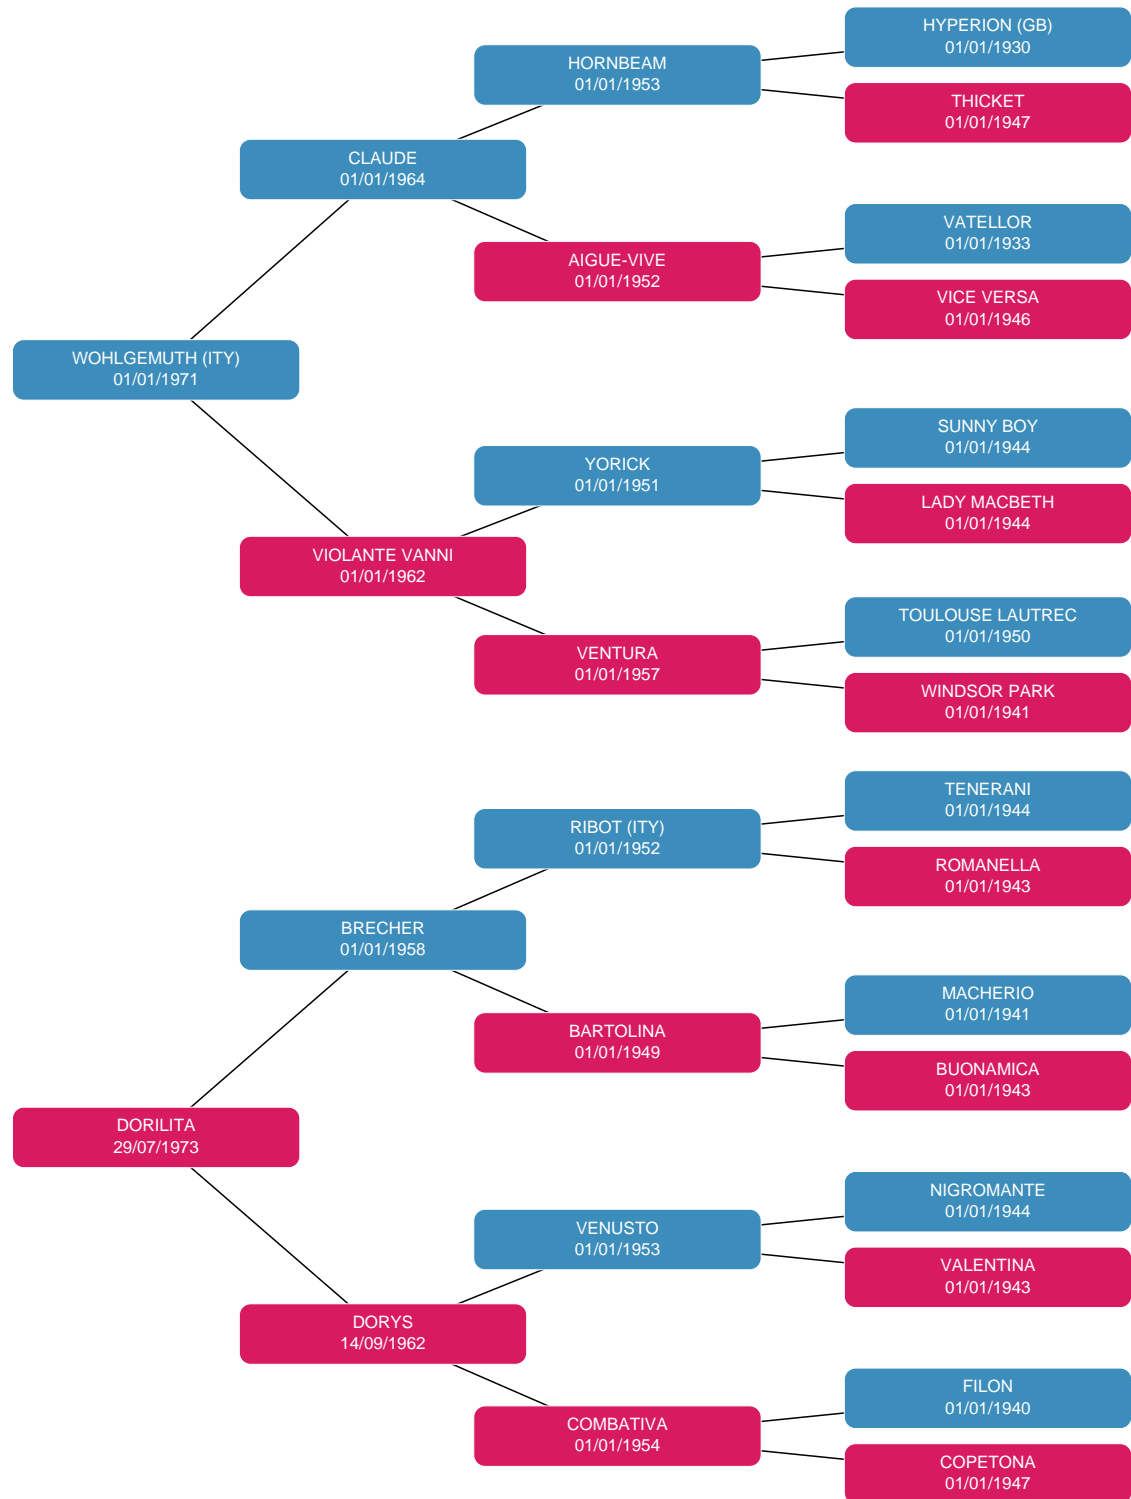 HYPERION (GB)
01/01/1930
HORNBEAM
01/01/1953
THICKET
01/01/1947
CLAUDE
01/01/1964
VATELLOR
01/01/1933
AIGUE-VIVE
01/01/1952
VICE VERSA
01/01/1946
WOHLGEMUTH (ITY)
01/01/1971
SUNNY BOY
01/01/1944
YORICK
01/01/1951
LADY MACBETH
01/01/1944
VIOLANTE VANNI
01/01/1962
TOULOUSE LAUTREC
01/01/1950
VENTURA
01/01/1957
WINDSOR PARK
01/01/1941
TENERANI
01/01/1944
RIBOT (ITY)
01/01/1952
ROMANELLA
01/01/1943
BRECHER
01/01/1958
MACHERIO
01/01/1941
BARTOLINA
01/01/1949
BUONAMICA
01/01/1943
DORILITA
29/07/1973
NIGROMANTE
01/01/1944
VENUSTO
01/01/1953
VALENTINA
01/01/1943
DORYS
14/09/1962
FILON
01/01/1940
COMBATIVA
01/01/1954
COPETONA
01/01/1947